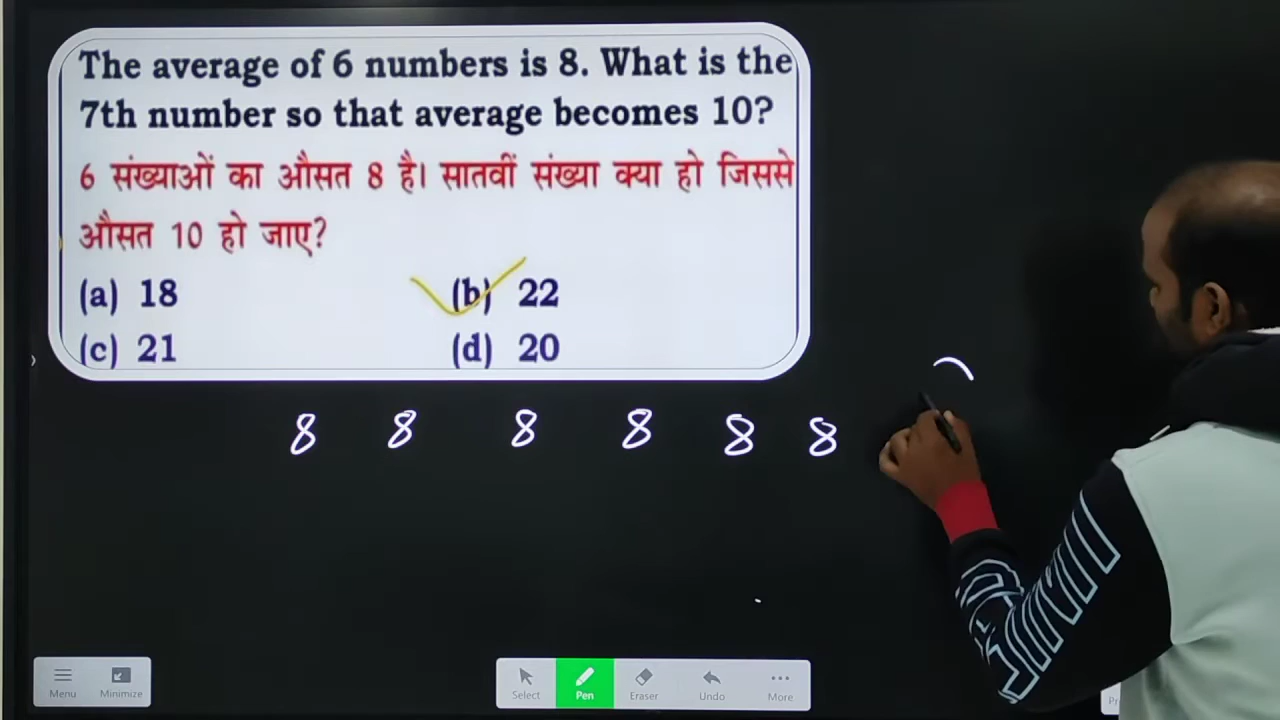 The average of 6 numbers is 8. What is the
7th number so that average becomes 10?
6 संख्याओं का औसत 8 है। सातवीं संख्या क्या हो जिससे
औसत 10 हो जाए?
(a) 18 (b) 22
(c) 21 (d) 20
8 8 8 8 8 8
Menu Minimize Select Pen Eraser Undo More